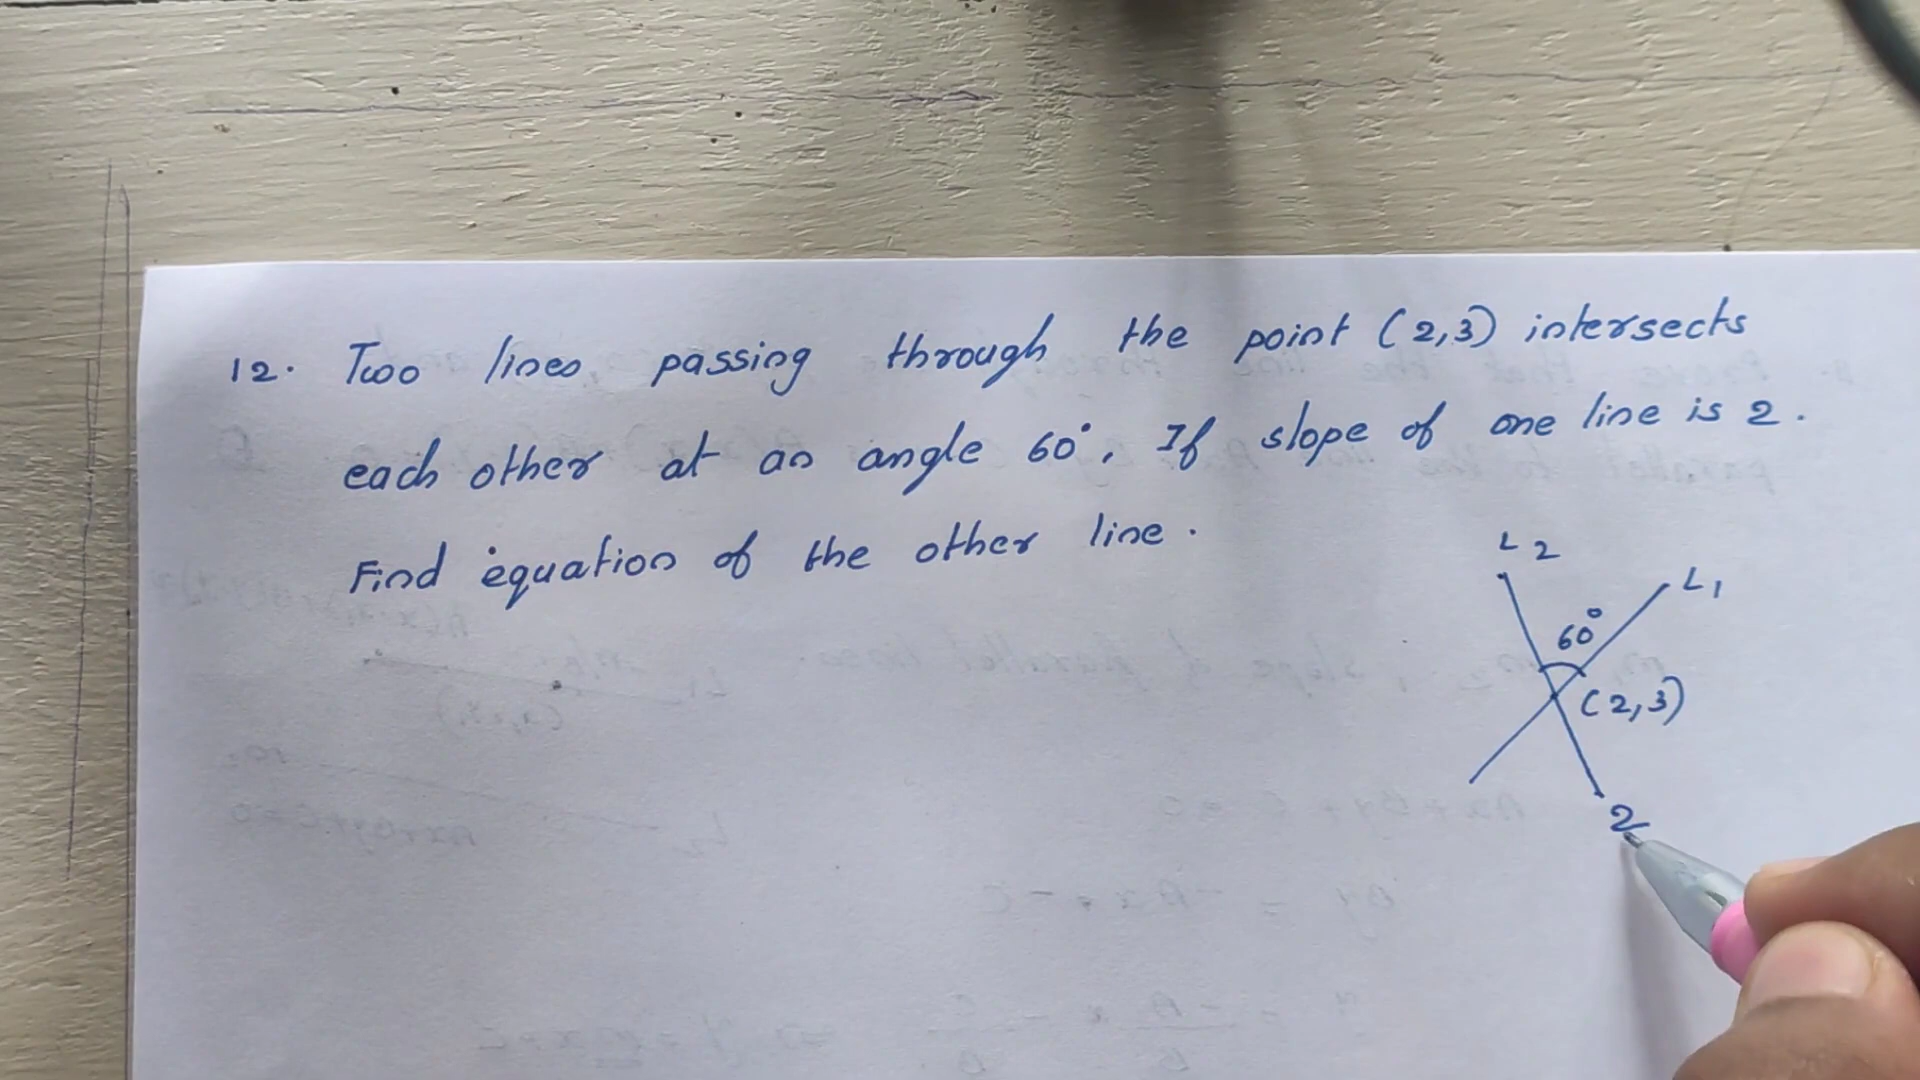 12. Two lines passing through the point (2,3) intersects
each other at an angle 60°. If slope of one line is 2.
Find equation of the other line.
L2
L1
60°
(2,3)
2